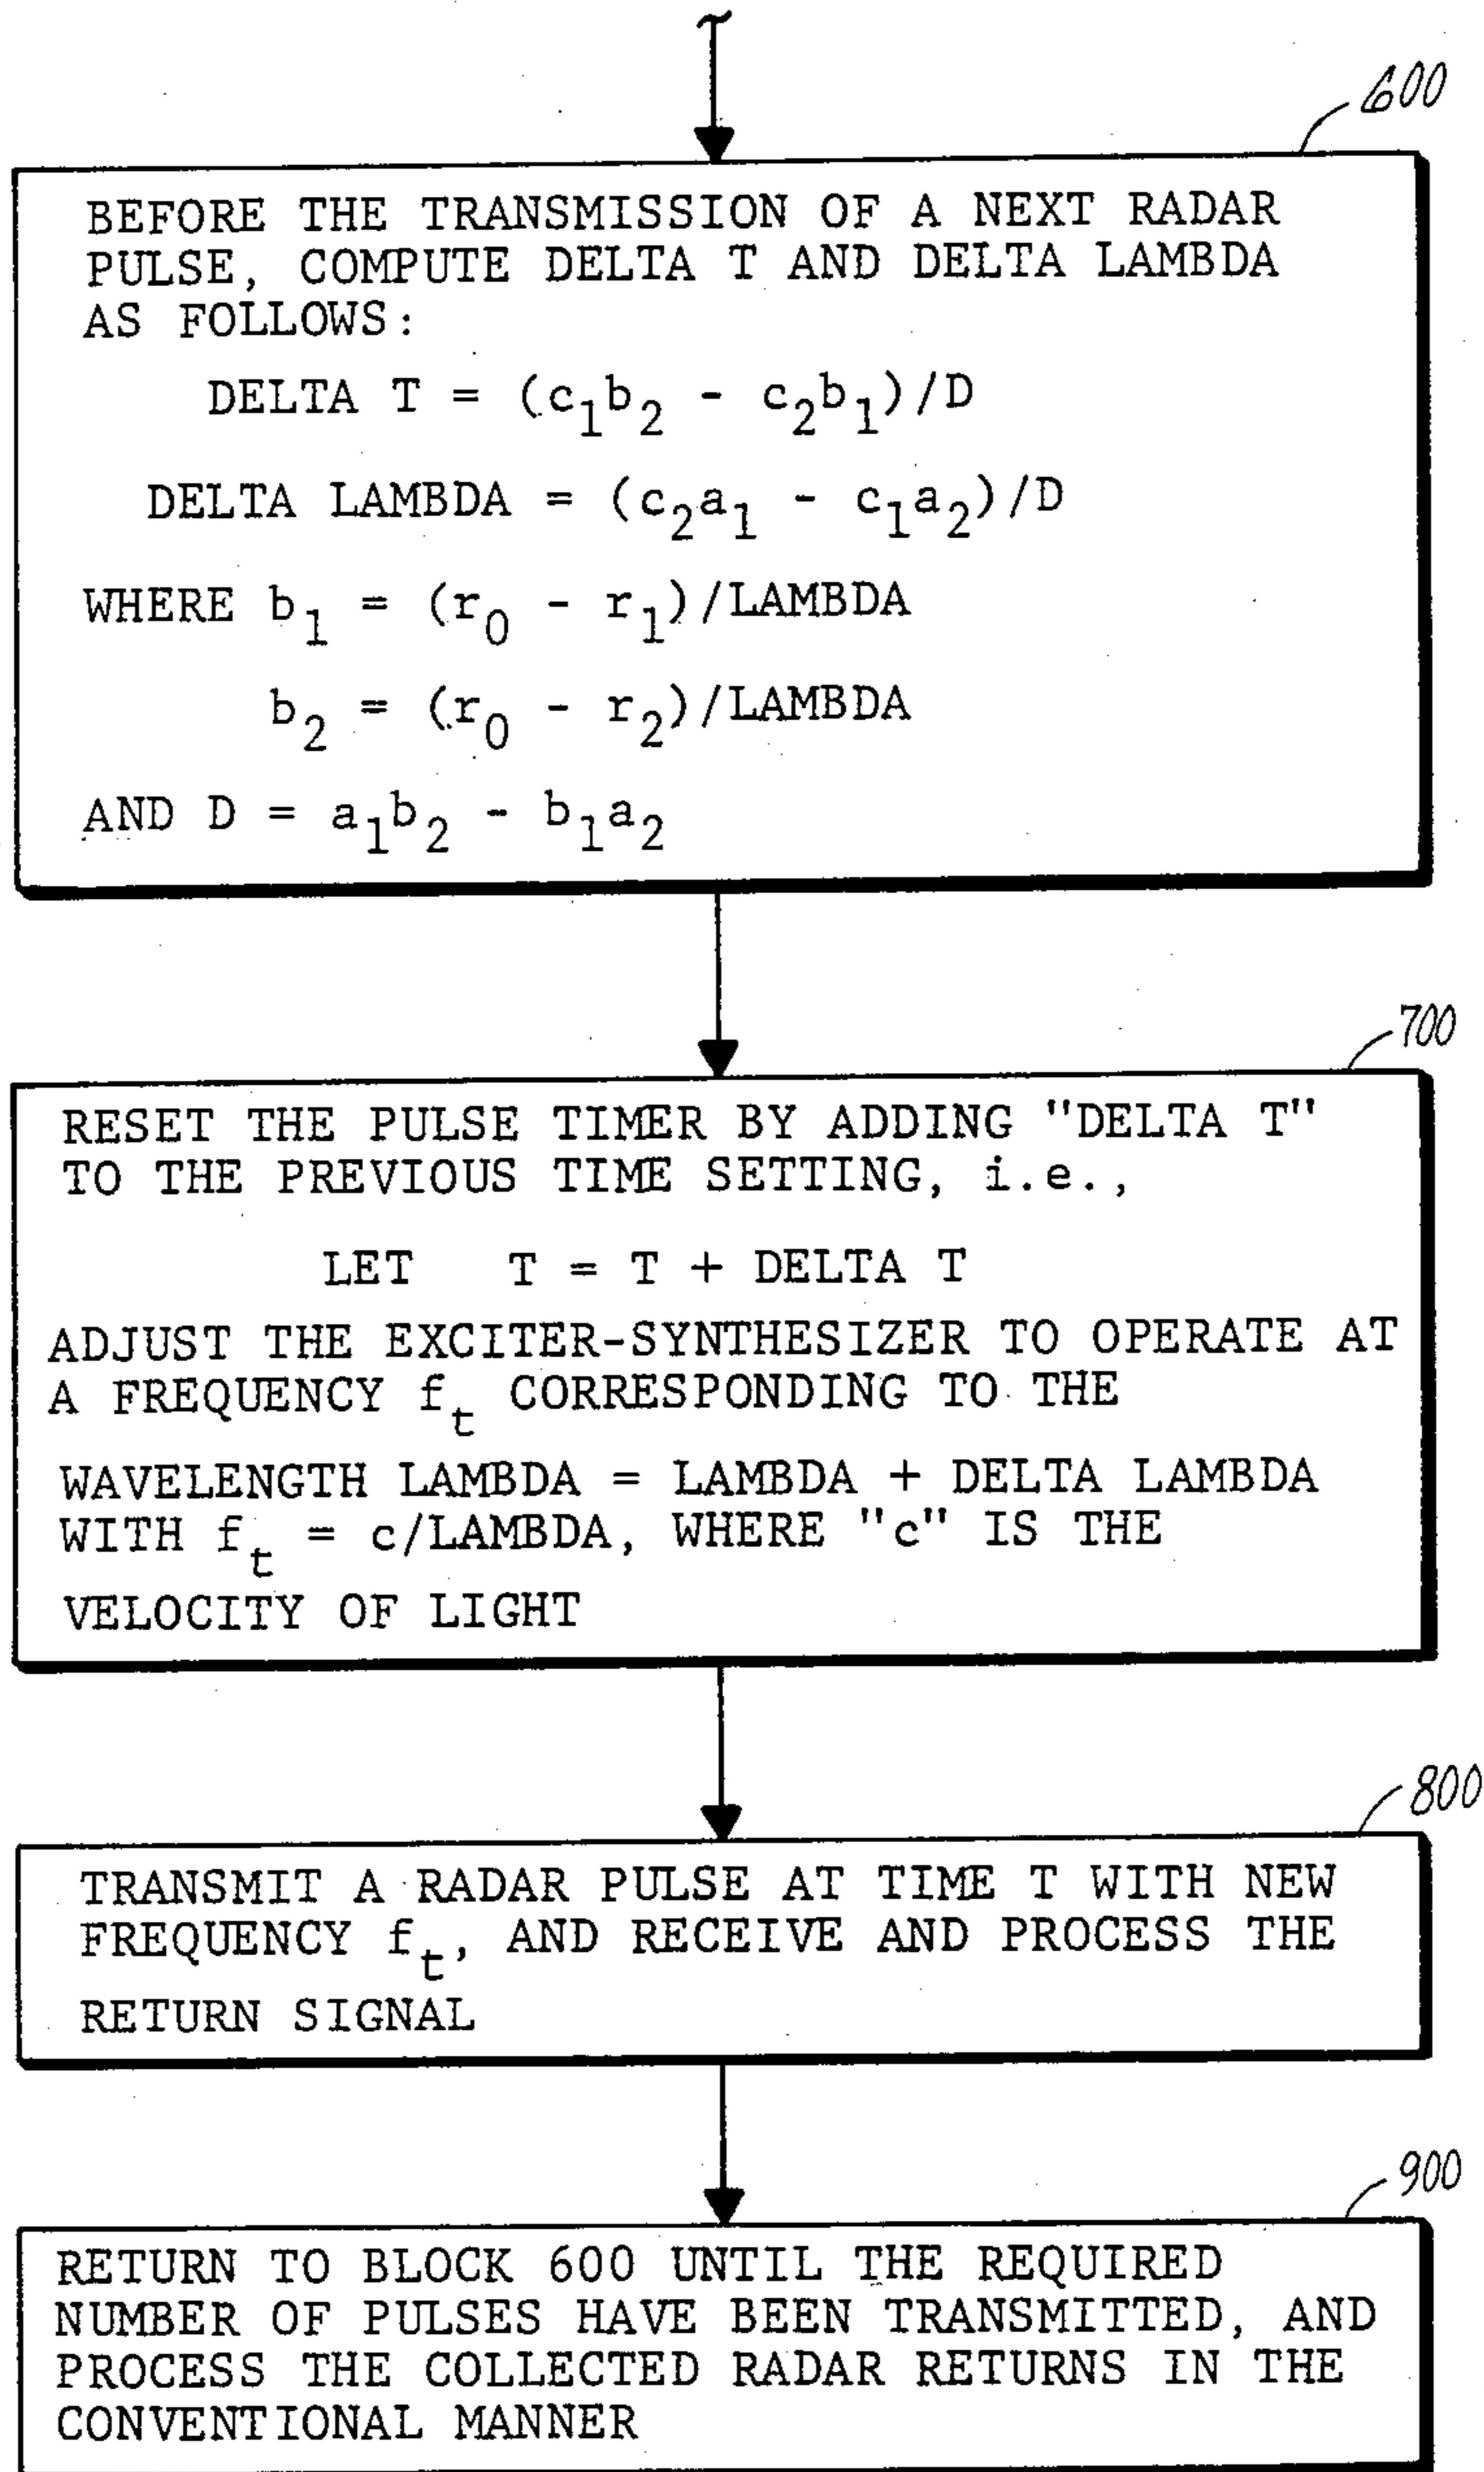 600
BEFORE THE TRANSMISSION OF A NEXT RADAR
PULSE, COMPUTE DELTA T AND DELTA LAMBDA
AS FOLLOWS:
DELTA T = (c₁b₂ - c₂b₁)/D
DELTA LAMBDA = (c₂a₁ - c₁a₂)/D
WHERE b₁ = (r₀ - r₁)/LAMBDA
b₂ = (r₀ - r₂)/LAMBDA
AND D = a₁b₂ - b₁a₂
700
RESET THE PULSE TIMER BY ADDING "DELTA T"
TO THE PREVIOUS TIME SETTING, i.e.,
LET T = T + DELTA T
ADJUST THE EXCITER-SYNTHESIZER TO OPERATE AT
A FREQUENCY fₜ CORRESPONDING TO THE
WAVELENGTH LAMBDA = LAMBDA + DELTA LAMBDA
WITH fₜ = c/LAMBDA, WHERE "c" IS THE
VELOCITY OF LIGHT
800
TRANSMIT A RADAR PULSE AT TIME T WITH NEW
FREQUENCY fₜ, AND RECEIVE AND PROCESS THE
RETURN SIGNAL
900
RETURN TO BLOCK 600 UNTIL THE REQUIRED
NUMBER OF PULSES HAVE BEEN TRANSMITTED, AND
PROCESS THE COLLECTED RADAR RETURNS IN THE
CONVENTIONAL MANNER